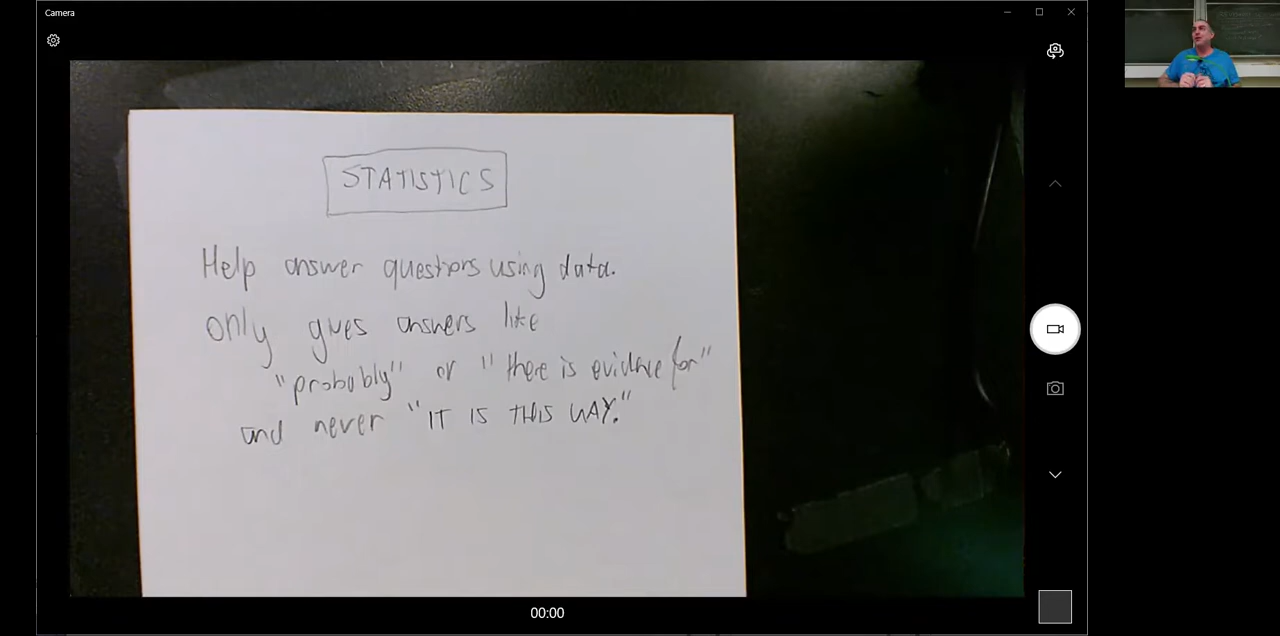 Camera
STATISTICS
Help answer questions using data.
only gives answers like
"probably" or "there is evidence for"
and never "IT IS THIS WAY."
00:00